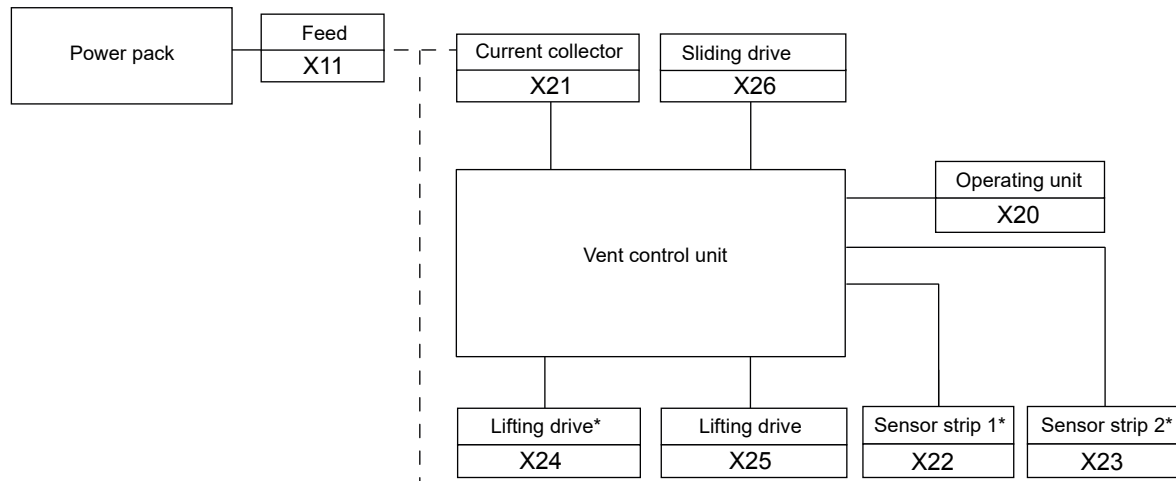 Power pack
Feed
X11
Current collector
X21
Sliding drive
X26
Operating unit
X20
Vent control unit
Lifting drive*
X24
Lifting drive
X25
Sensor strip 1*
X22
Sensor strip 2*
X23